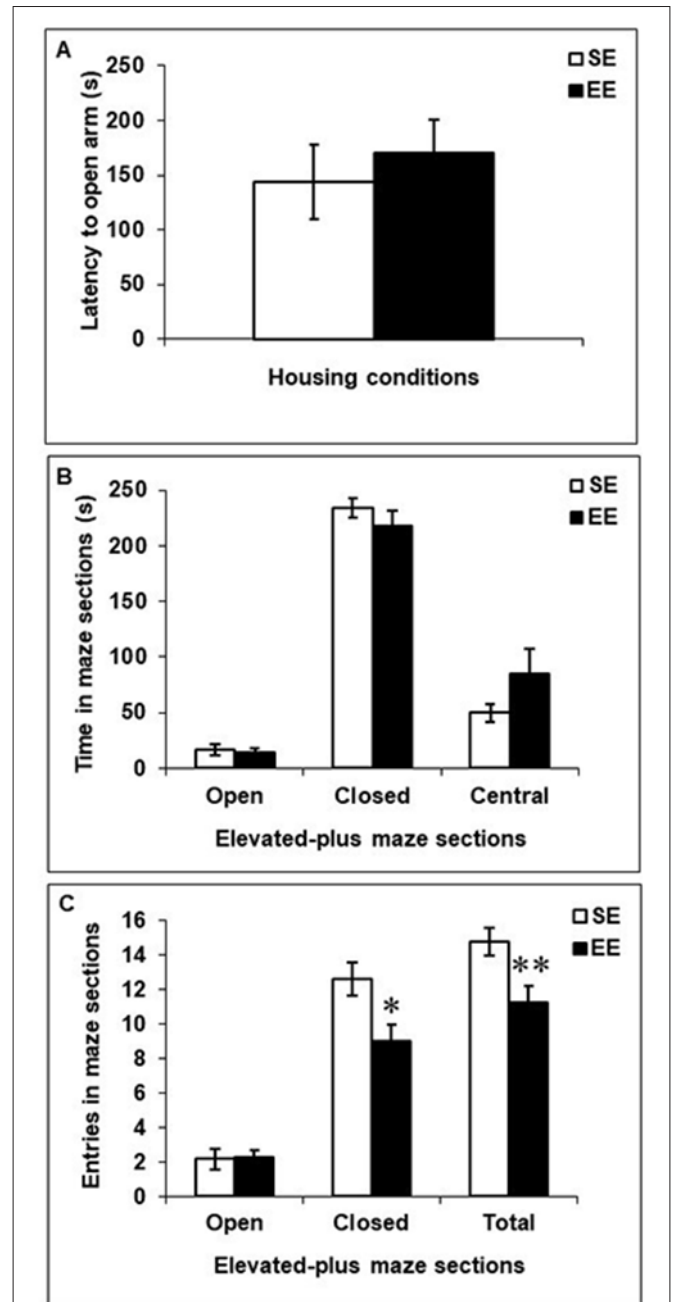 A
SE
EE
Latency to open arm (s)
250
200
150
100
50
0
Housing conditions
B
SE
EE
Time in maze sections (s)
250
200
150
100
50
0
Open Closed Central
Elevated-plus maze sections
C
SE
EE
Entries in maze sections
16
14
12
10
8
6
4
2
0
*
**
Open Closed Total
Elevated-plus maze sections